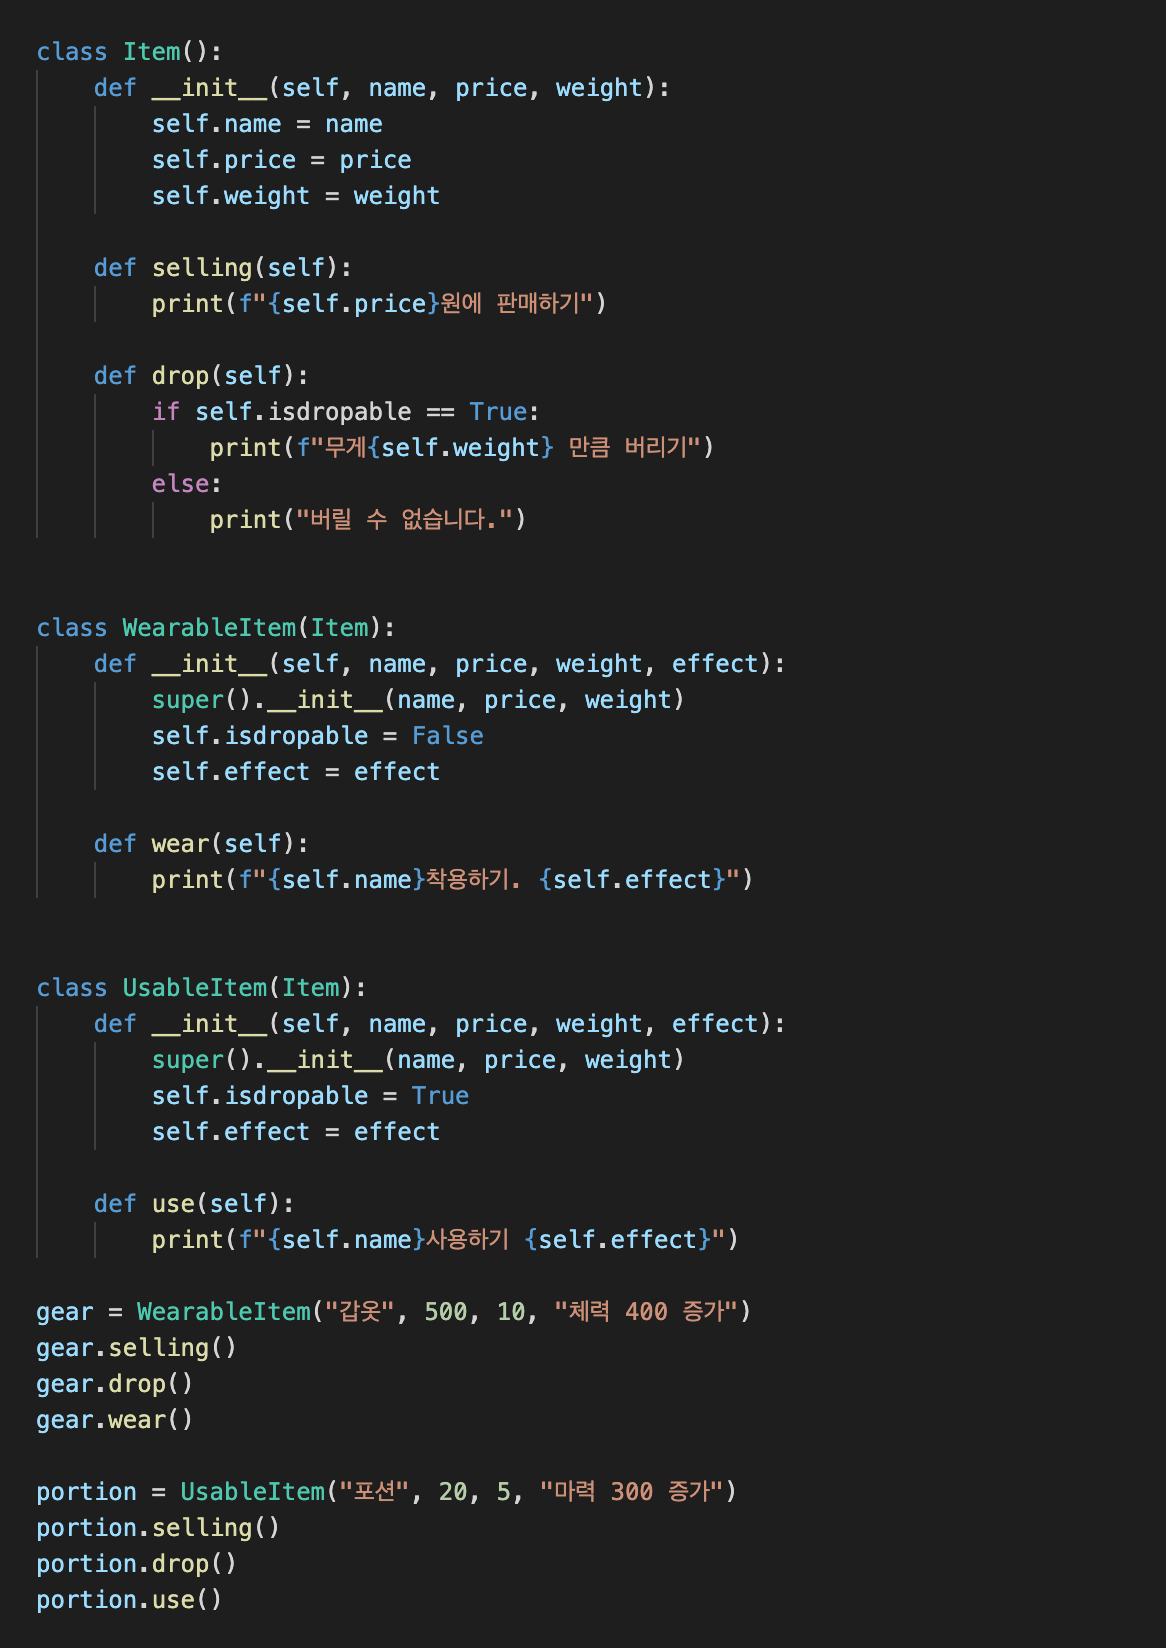 class Item():
    def __init__(self, name, price, weight):
        self.name = name
        self.price = price
        self.weight = weight

    def selling(self):
        print(f"{self.price}원에 판매하기")

    def drop(self):
        if self.isdropable == True:
            print(f"무게{self.weight} 만큼 버리기")
        else:
            print("버릴 수 없습니다.")


class WearableItem(Item):
    def __init__(self, name, price, weight, effect):
        super().__init__(name, price, weight)
        self.isdropable = False
        self.effect = effect

    def wear(self):
        print(f"{self.name}착용하기. {self.effect}")


class UsableItem(Item):
    def __init__(self, name, price, weight, effect):
        super().__init__(name, price, weight)
        self.isdropable = True
        self.effect = effect

    def use(self):
        print(f"{self.name}사용하기 {self.effect}")

gear = WearableItem("갑옷", 500, 10, "체력 400 증가")
gear.selling()
gear.drop()
gear.wear()

portion = UsableItem("포션", 20, 5, "마력 300 증가")
portion.selling()
portion.drop()
portion.use()